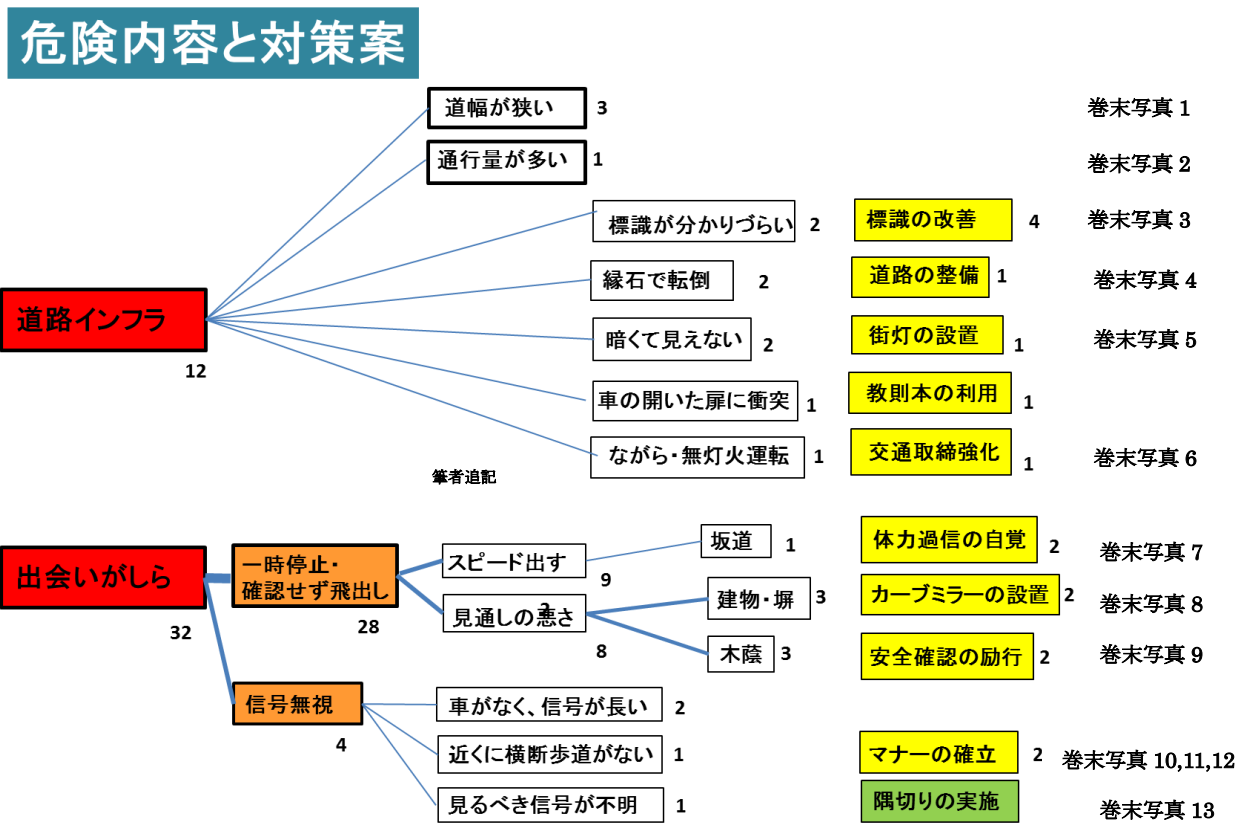 危険内容と対策案
道幅が狭い 3 巻末写真 1
通行量が多い 1 巻末写真 2
標識が分かりづらい 2 標識の改善 4 巻末写真 3
縁石で転倒 2 道路の整備 1 巻末写真 4
道路インフラ 12
暗くて見えない 2 街灯の設置 1 巻末写真 5
車の開いた扉に衝突 1 教則本の利用 1
ながら・無灯火運転 1 交通取締強化 1 巻末写真 6
筆者追記
出会いがしら 32
一時停止・
確認せず飛出し 28
スピード出す 9 坂道 1 体力過信の自覚 2 巻末写真 7
見通しの悪さ 8 建物・塀 3 カーブミラーの設置 2 巻末写真 8
木蔭 3 安全確認の励行 2 巻末写真 9
信号無視 4
車がなく、信号が長い 2
近くに横断歩道がない 1 マナーの確立 2 巻末写真 10,11,12
見るべき信号が不明 1 隅切りの実施 巻末写真 13